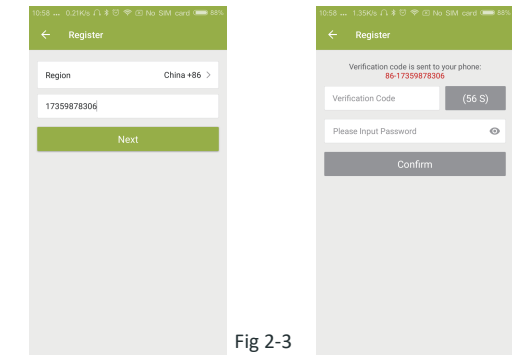 10:58 ... 0.21K/s No SIM card 88%
Register
Region China +86
17359878306
Next
10:58 ... 1.35K/s No SIM card 88%
Register
Verification code is sent to your phone:
86-17359878306
Verification Code (56 S)
Please Input Password
Confirm
Fig 2-3